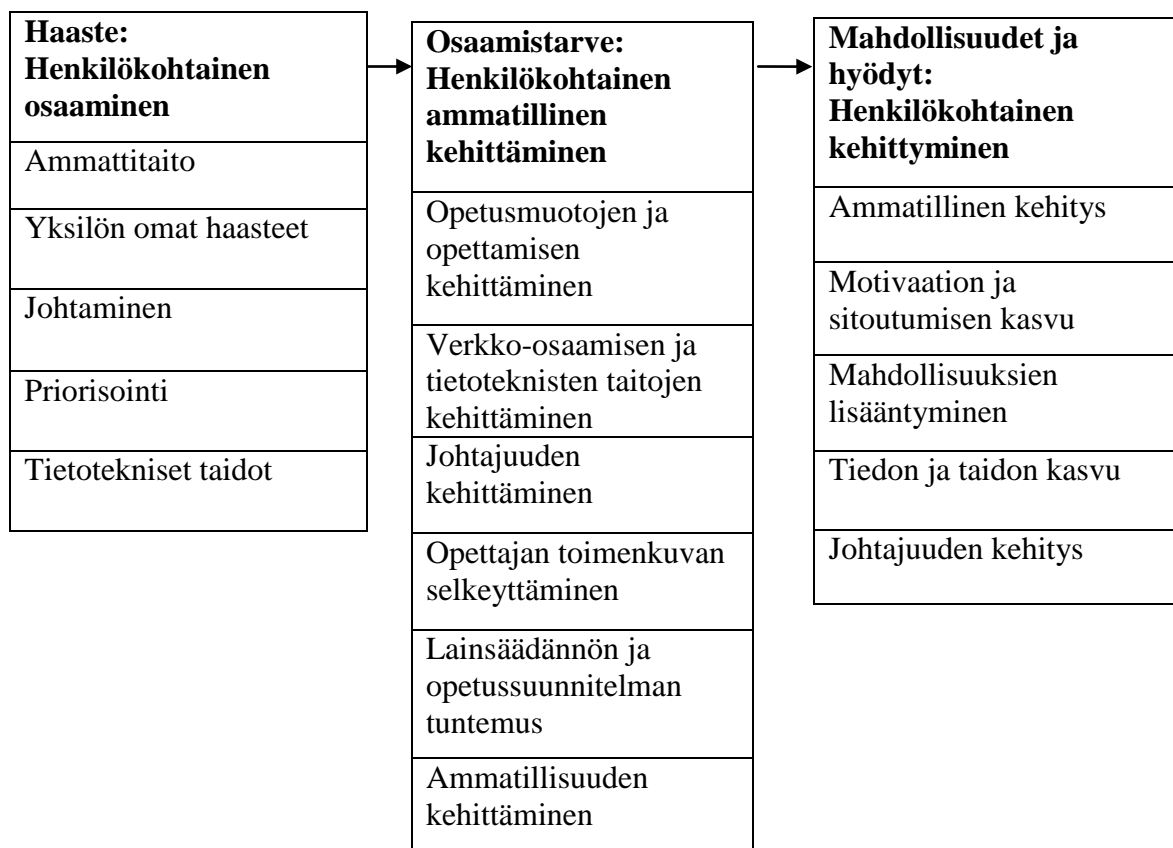 Haaste:
Henkilökohtainen
osaaminen
Ammattitaito
Yksilön omat haasteet
Johtaminen
Priorisointi
Tietotekniset taidot
Osaamistarve:
Henkilökohtainen
ammatillinen
kehittäminen
Opetusmuotojen ja
opettamisen
kehittäminen
Verkko-osaamisen ja
tietoteknisten taitojen
kehittäminen
Johtajuuden
kehittäminen
Opettajan toimenkuvan
selkeyttäminen
Lainsäädännön ja
opetussuunnitelman
tuntemus
Ammatillisuuden
kehittäminen
Mahdollisuudet ja
hyödyt:
Henkilökohtainen
kehittyminen
Ammatillinen kehitys
Motivaation ja
sitoutumisen kasvu
Mahdollisuuksien
lisääntyminen
Tiedon ja taidon kasvu
Johtajuuden kehitys